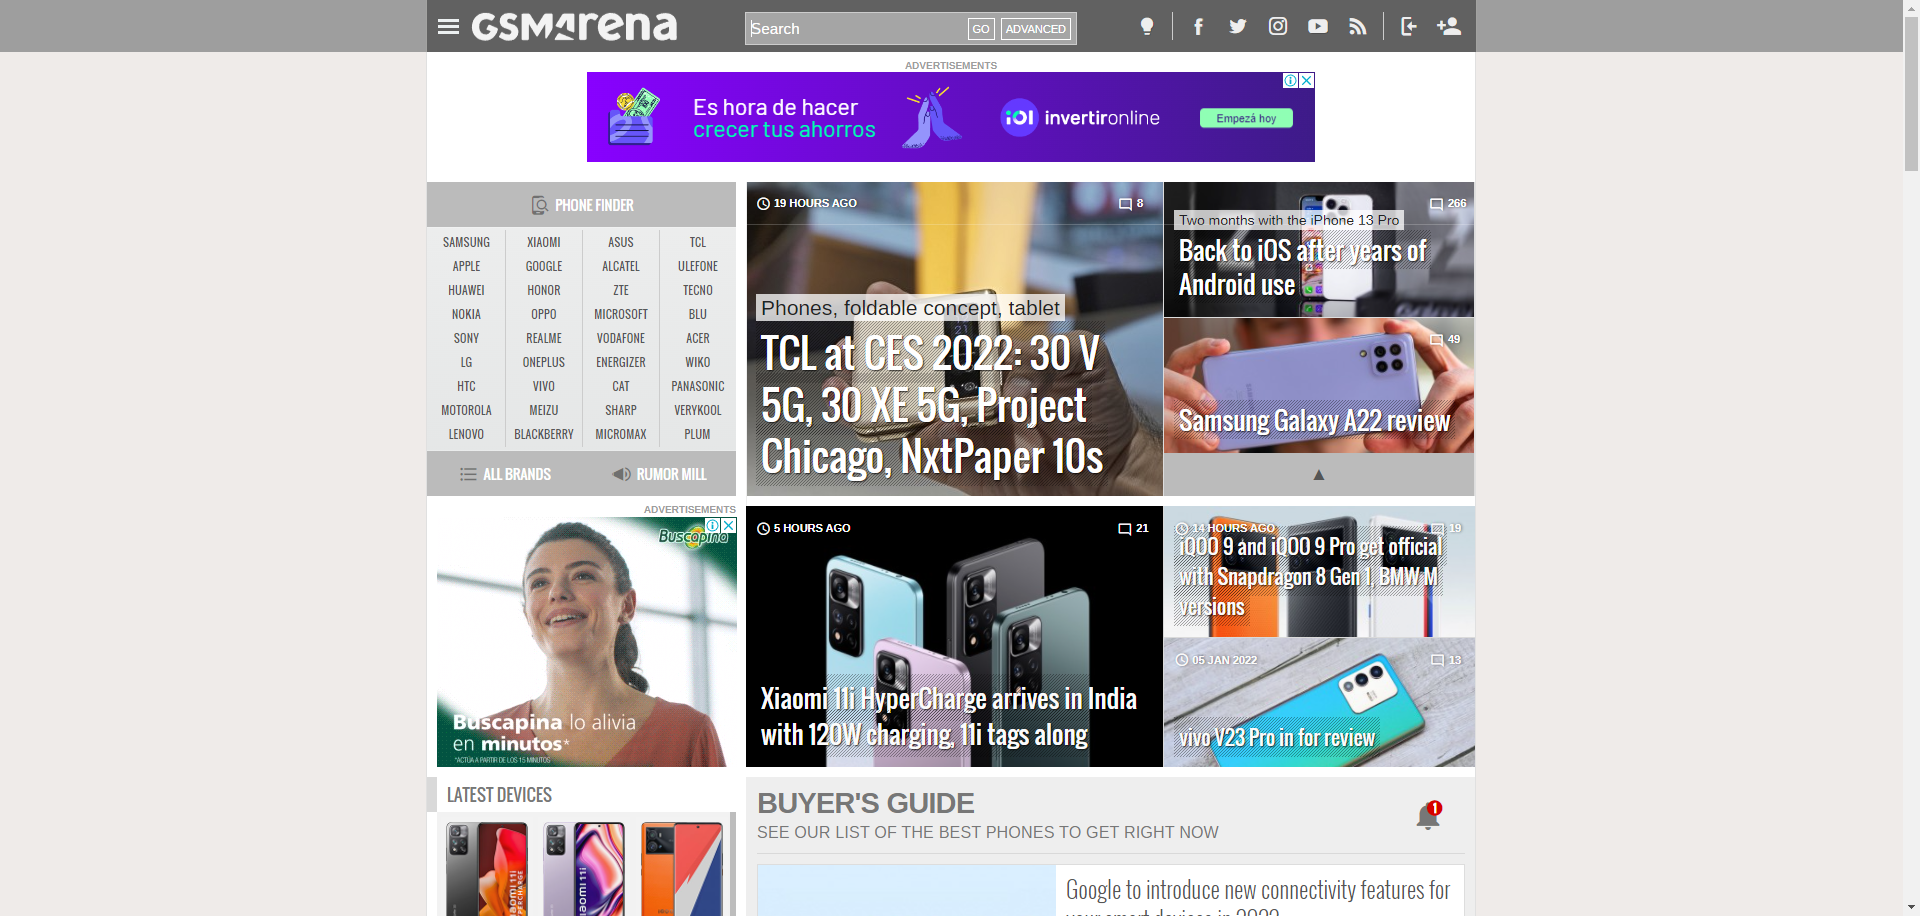 GSMArena
Search
GO
ADVANCED
ADVERTISEMENTS
Es hora de hacer
crecer tus ahorros
iOl invertironline
Empezá hoy
PHONE FINDER
SAMSUNG XIAOMI ASUS TCL
APPLE GOOGLE ALCATEL ULEFONE
HUAWEI HONOR ZTE TECNO
NOKIA OPPO MICROSOFT BLU
SONY REALME VODAFONE ACER
LG ONEPLUS ENERGIZER WIKO
HTC VIVO CAT PANASONIC
MOTOROLA MEIZU SHARP VERYKOOL
LENOVO BLACKBERRY MICROMAX PLUM
ALL BRANDS RUMOR MILL
19 HOURS AGO 8
Phones, foldable concept, tablet
TCL at CES 2022: 30 V
5G, 30 XE 5G, Project
Chicago, NxtPaper 10s
266
Two months with the iPhone 13 Pro
Back to iOS after years of
Android use
49
Samsung Galaxy A22 review
ADVERTISEMENTS
Buscapina
Buscapina lo alivia
en minutos*
*ACTÚA A PARTIR DE LOS 15 MINUTOS
5 HOURS AGO 21
Xiaomi 11i HyperCharge arrives in India
with 120W charging, 11i tags along
14 HOURS AGO 19
iQOO 9 and iQOO 9 Pro get official
with Snapdragon 8 Gen 1, BMW M
versions
05 JAN 2022 13
vivo V23 Pro in for review
LATEST DEVICES
BUYER'S GUIDE
SEE OUR LIST OF THE BEST PHONES TO GET RIGHT NOW
1
Google to introduce new connectivity features for
your smart devices in 2022